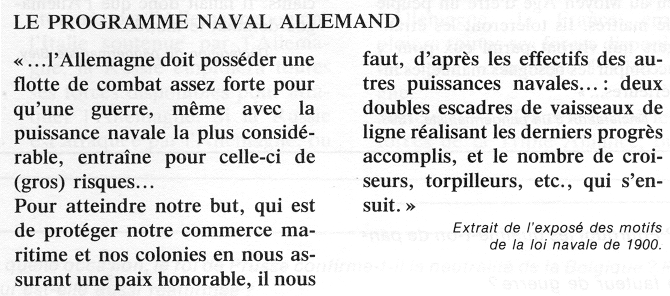 LE PROGRAMME NAVAL ALLEMAND
« ...l'Allemagne doit posséder une
flotte de combat assez forte pour
qu'une guerre, même avec la
puissance navale la plus considé-
rable, entraîne pour celle-ci de
(gros) risques...
Pour atteindre notre but, qui est
de protéger notre commerce ma-
ritime et nos colonies en nous as-
surant une paix honorable, il nous
faut, d'après les effectifs des au-
tres puissances navales... : deux
doubles escadres de vaisseaux de
ligne réalisant les derniers progrès
accomplis, et le nombre de croi-
seurs, torpilleurs, etc., qui s'en-
suit. »
Extrait de l'exposé des motifs
de la loi navale de 1900.